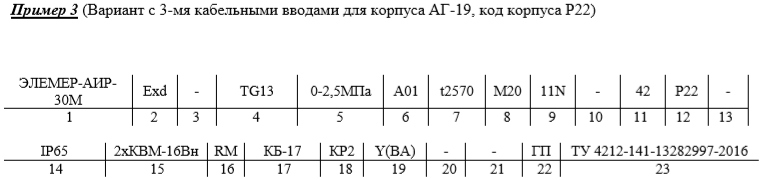 Пример 3 (Вариант с 3-мя кабельными вводами для корпуса АГ-19, код корпуса Р22)
ЭЛЕМЕР-АИР-30М Exd - TG13 0-2,5МПа А01 t2570 М20 11N - 42 Р22 -
1 2 3 4 5 6 7 8 9 10 11 12 13
IP65 2хКВМ-16Вн RM КБ-17 КР2 Y(ВА) - - ГП ТУ 4212-141-13282997-2016
14 15 16 17 18 19 20 21 22 23